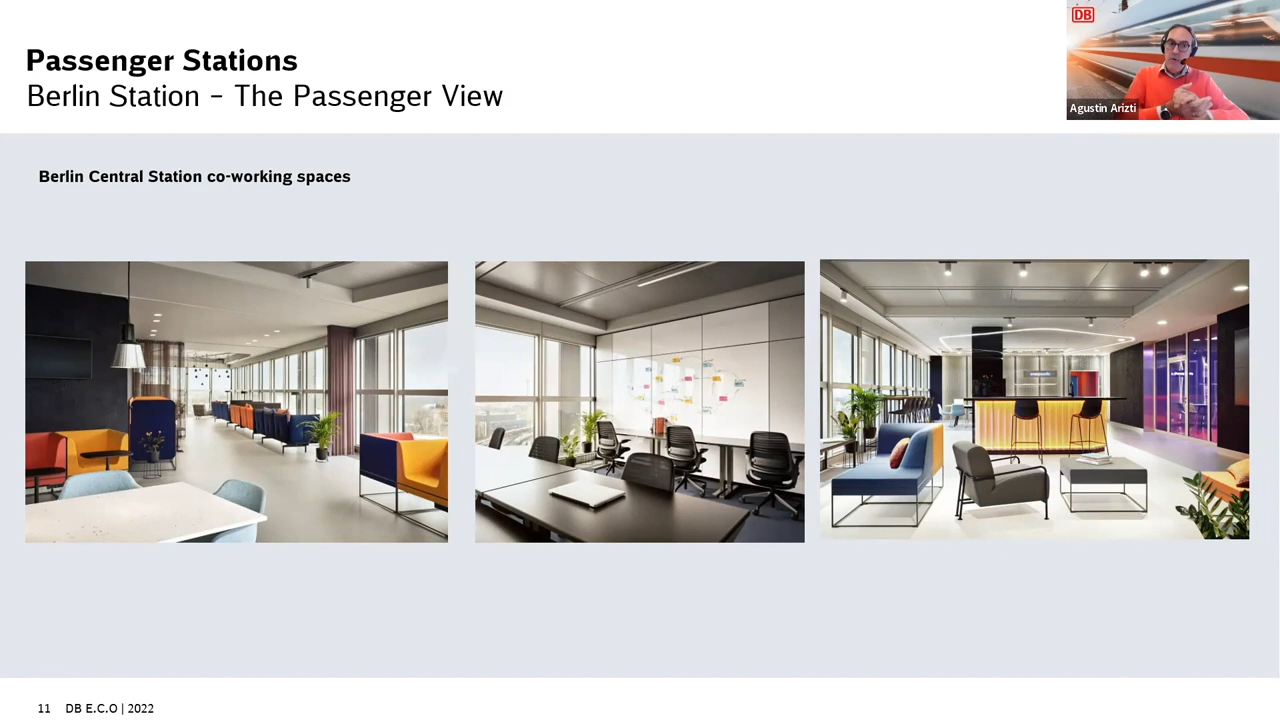 Passenger Stations
Berlin Station – The Passenger View
DB
Agustin Arizti
Berlin Central Station co-working spaces
11 DB E.C.O | 2022